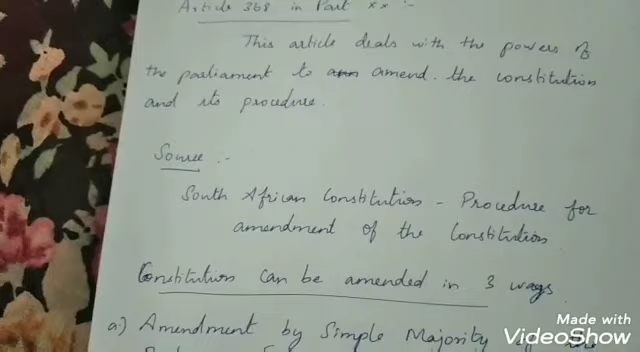 Article 368 in Part xx :-
This article deals with the powers of
the parliament to amend. the constitution
and its procedure.
Source :-
South African Constitution - Procedure for
amendment of the Constitution
Constitution can be amended in 3 ways
a.) Amendment by Simple Majority of the
Made with
VideoShow